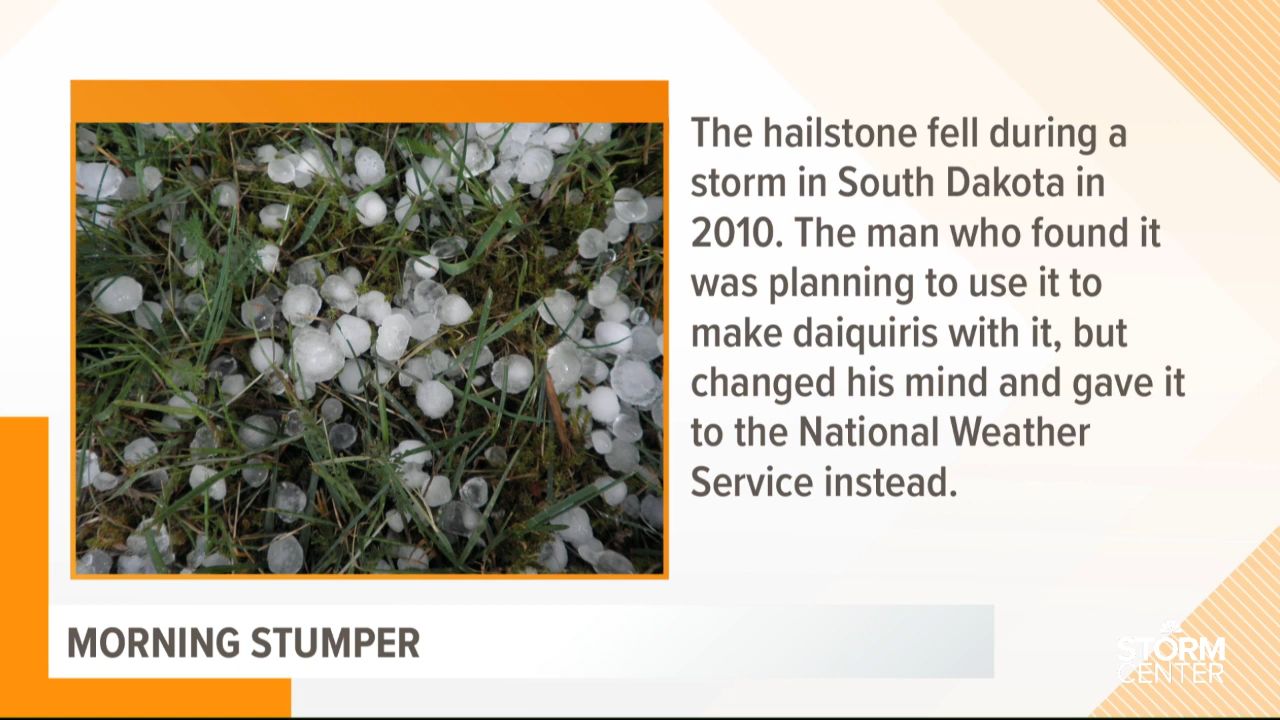 The hailstone fell during a
storm in South Dakota in
2010. The man who found it
was planning to use it to
make daiquiris with it, but
changed his mind and gave it
to the National Weather
Service instead.
MORNING STUMPER
STORM
CENTER